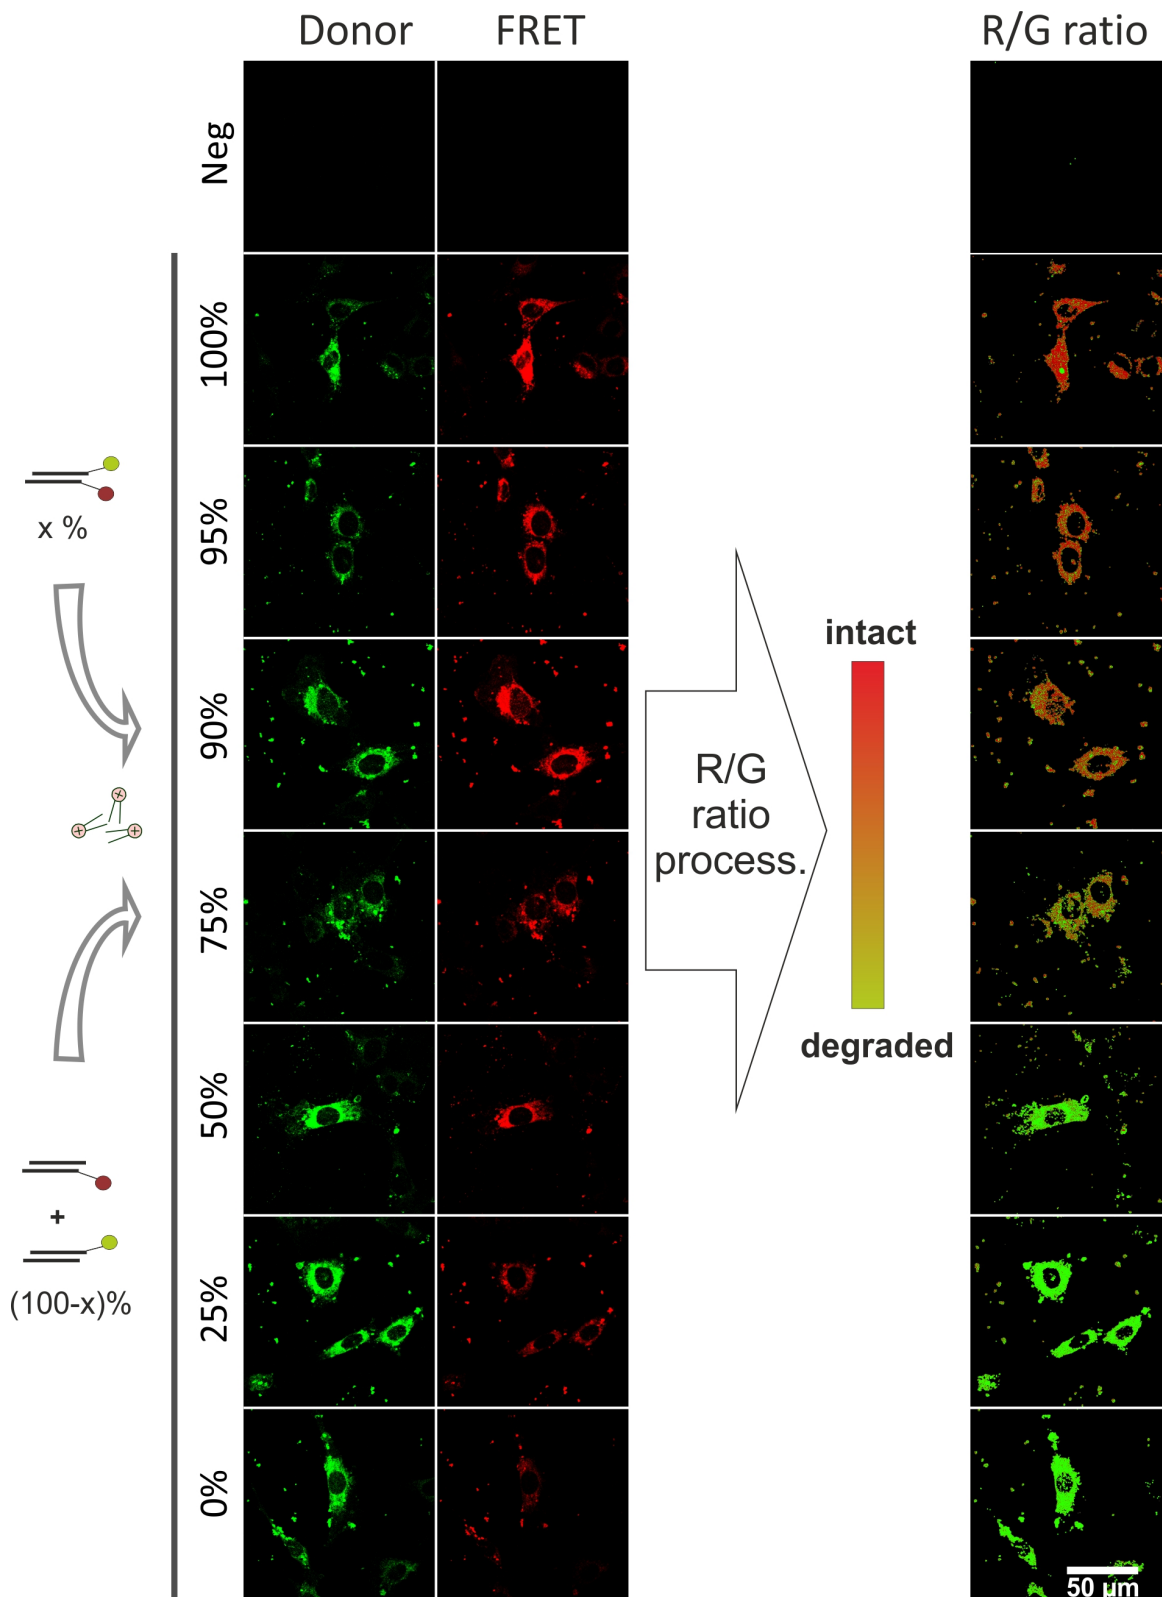 Donor
FRET
R/G ratio
Neg
100%
95%
90%
75%
50%
25%
0%
x %
+
(100-x)%
R/G
ratio
process.
intact
degraded
50 µm